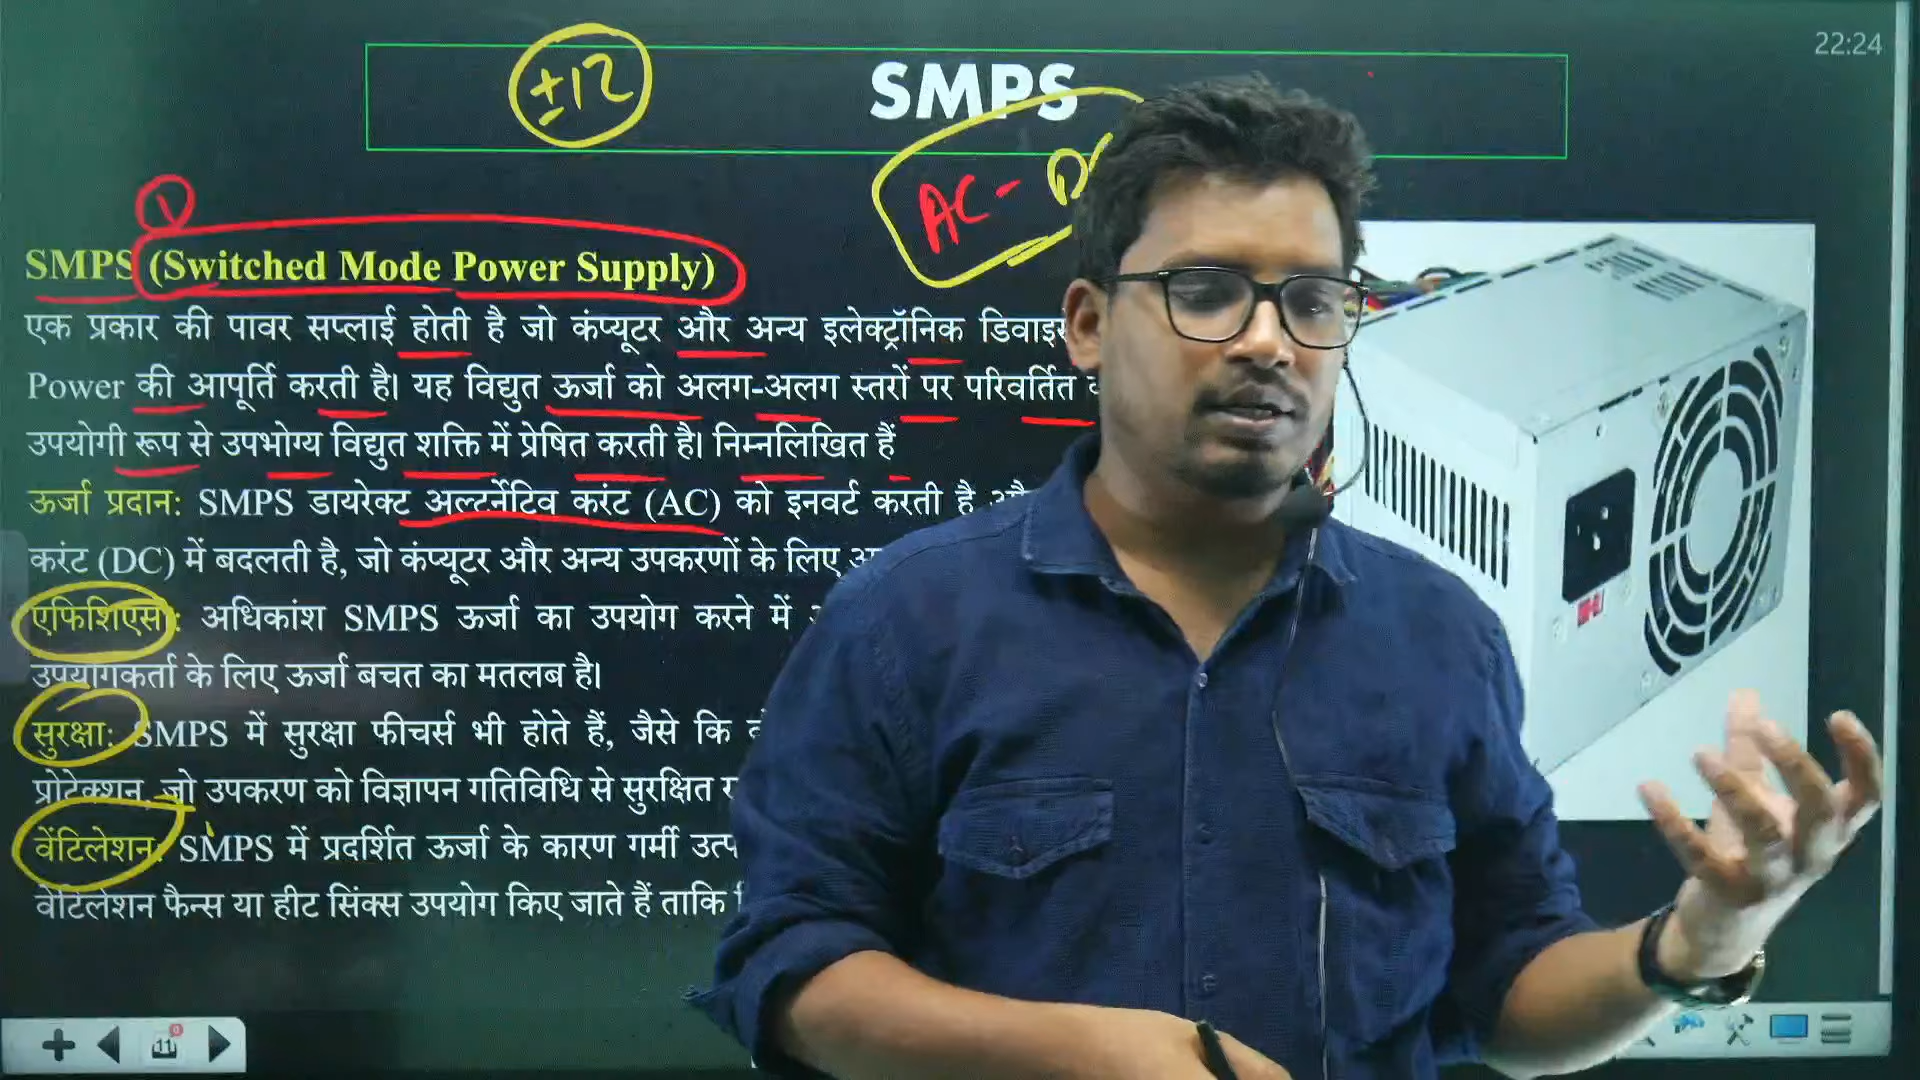 22:24
±12
SMPS
AC-
1
SMPS (Switched Mode Power Supply)
एक प्रकार की पावर सप्लाई होती है जो कंप्यूटर और अन्य इलेक्ट्रॉनिक
Power की आपूर्ति करती है। यह विद्युत ऊर्जा को अलग-अलग स्तरों पर परिवर्तित
उपयोगी रूप से उपभोग्य विद्युत शक्ति में प्रेषित करती है। निम्नलिखित हैं
ऊर्जा प्रदान: SMPS डायरेक्ट अल्टर्नेटिव करंट (AC) को इनवर्ट करती है
करंट (DC) में बदलती है, जो कंप्यूटर और अन्य उपकरणों के लिए
एफिशिएंस: अधिकांश SMPS ऊर्जा का उपयोग करने में
उपयोगकर्ता के लिए ऊर्जा बचत का मतलब है।
सुरक्षा: SMPS में सुरक्षा फीचर्स भी होते हैं, जैसे कि
प्रोटेक्शन, जो उपकरण को विज्ञापन गतिविधि से सुरक्षित
वेंटिलेशन: SMPS में प्रदर्शित ऊर्जा के कारण गर्मी
वेंटिलेशन फैन्स या हीट सिंक्स उपयोग किए जाते हैं ताकि
11